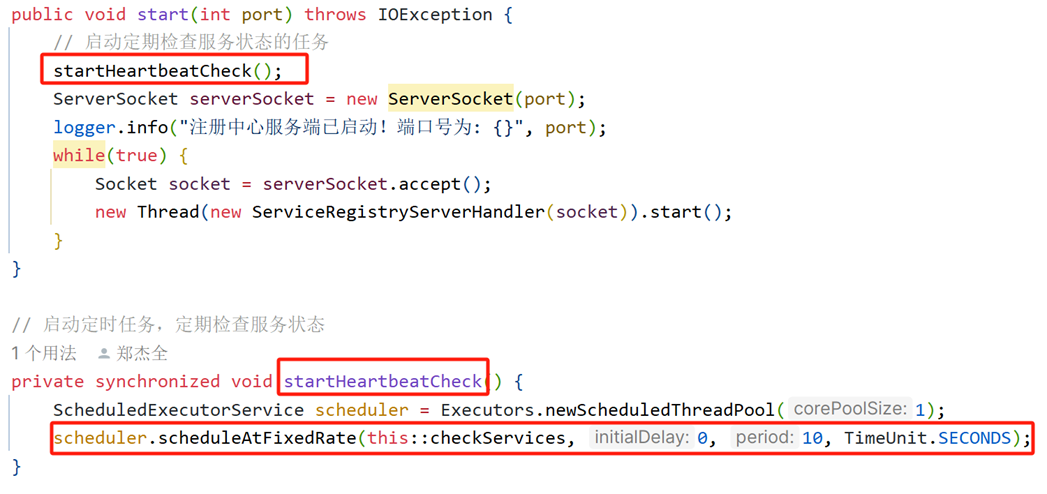 public void start(int port) throws IOException {
// 启动定期检查服务状态的任务
startHeartbeatCheck();
ServerSocket serverSocket = new ServerSocket(port);
logger.info("注册中心服务端已启动！端口号为: {}", port);
while(true) {
Socket socket = serverSocket.accept();
new Thread(new ServiceRegistryServerHandler(socket)).start();
}
}
// 启动定时任务，定期检查服务状态
1 个用法 郑杰全
private synchronized void startHeartbeatCheck() {
ScheduledExecutorService scheduler = Executors.newScheduledThreadPool( corePoolSize: 1);
scheduler.scheduleAtFixedRate(this::checkServices, initialDelay: 0, period: 10, TimeUnit.SECONDS);
}